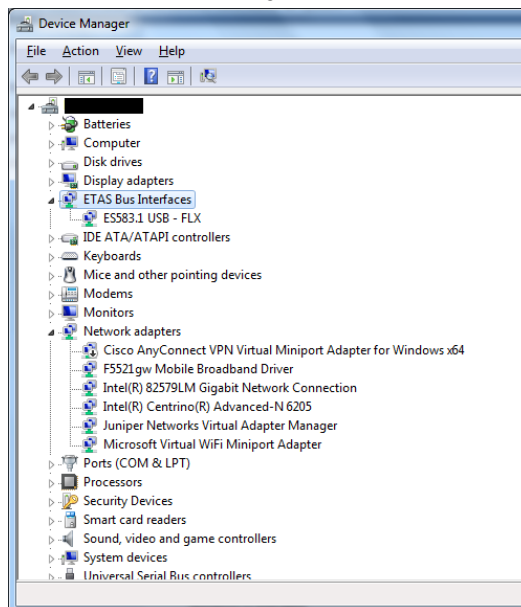 Device Manager
File Action View Help
Batteries
Computer
Disk drives
Display adapters
ETAS Bus Interfaces
ES583.1 USB - FLX
IDE ATA/ATAPI controllers
Keyboards
Mice and other pointing devices
Modems
Monitors
Network adapters
Cisco AnyConnect VPN Virtual Miniport Adapter for Windows x64
F5521gw Mobile Broadband Driver
Intel(R) 82579LM Gigabit Network Connection
Intel(R) Centrino(R) Advanced-N 6205
Juniper Networks Virtual Adapter Manager
Microsoft Virtual WiFi Miniport Adapter
Ports (COM & LPT)
Processors
Security Devices
Smart card readers
Sound, video and game controllers
System devices
Universal Serial Bus controllers